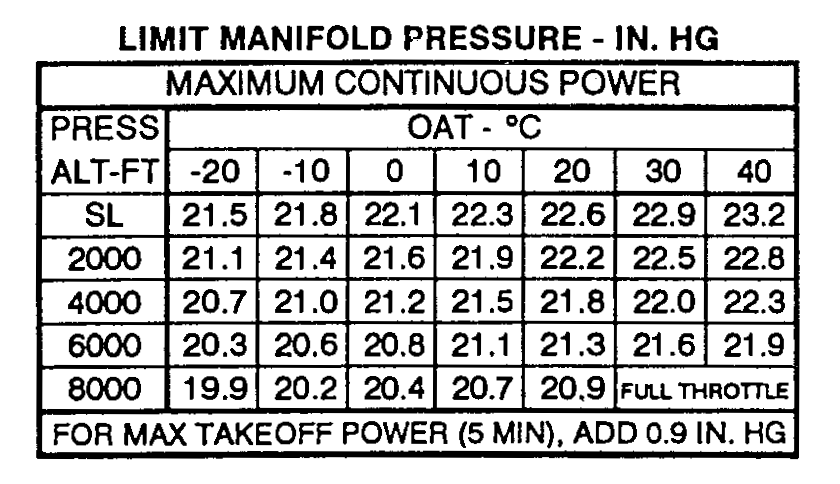 LIMIT MANIFOLD PRESSURE - IN. HG
MAXIMUM CONTINUOUS POWER
PRESS OAT - °C
ALT-FT -20 -10 0 10 20 30 40
SL 21.5 21.8 22.1 22.3 22.6 22.9 23.2
2000 21.1 21.4 21.6 21.9 22.2 22.5 22.8
4000 20.7 21.0 21.2 21.5 21.8 22.0 22.3
6000 20.3 20.6 20.8 21.1 21.3 21.6 21.9
8000 19.9 20.2 20.4 20.7 20.9 FULL THROTTLE
FOR MAX TAKEOFF POWER (5 MIN), ADD 0.9 IN. HG